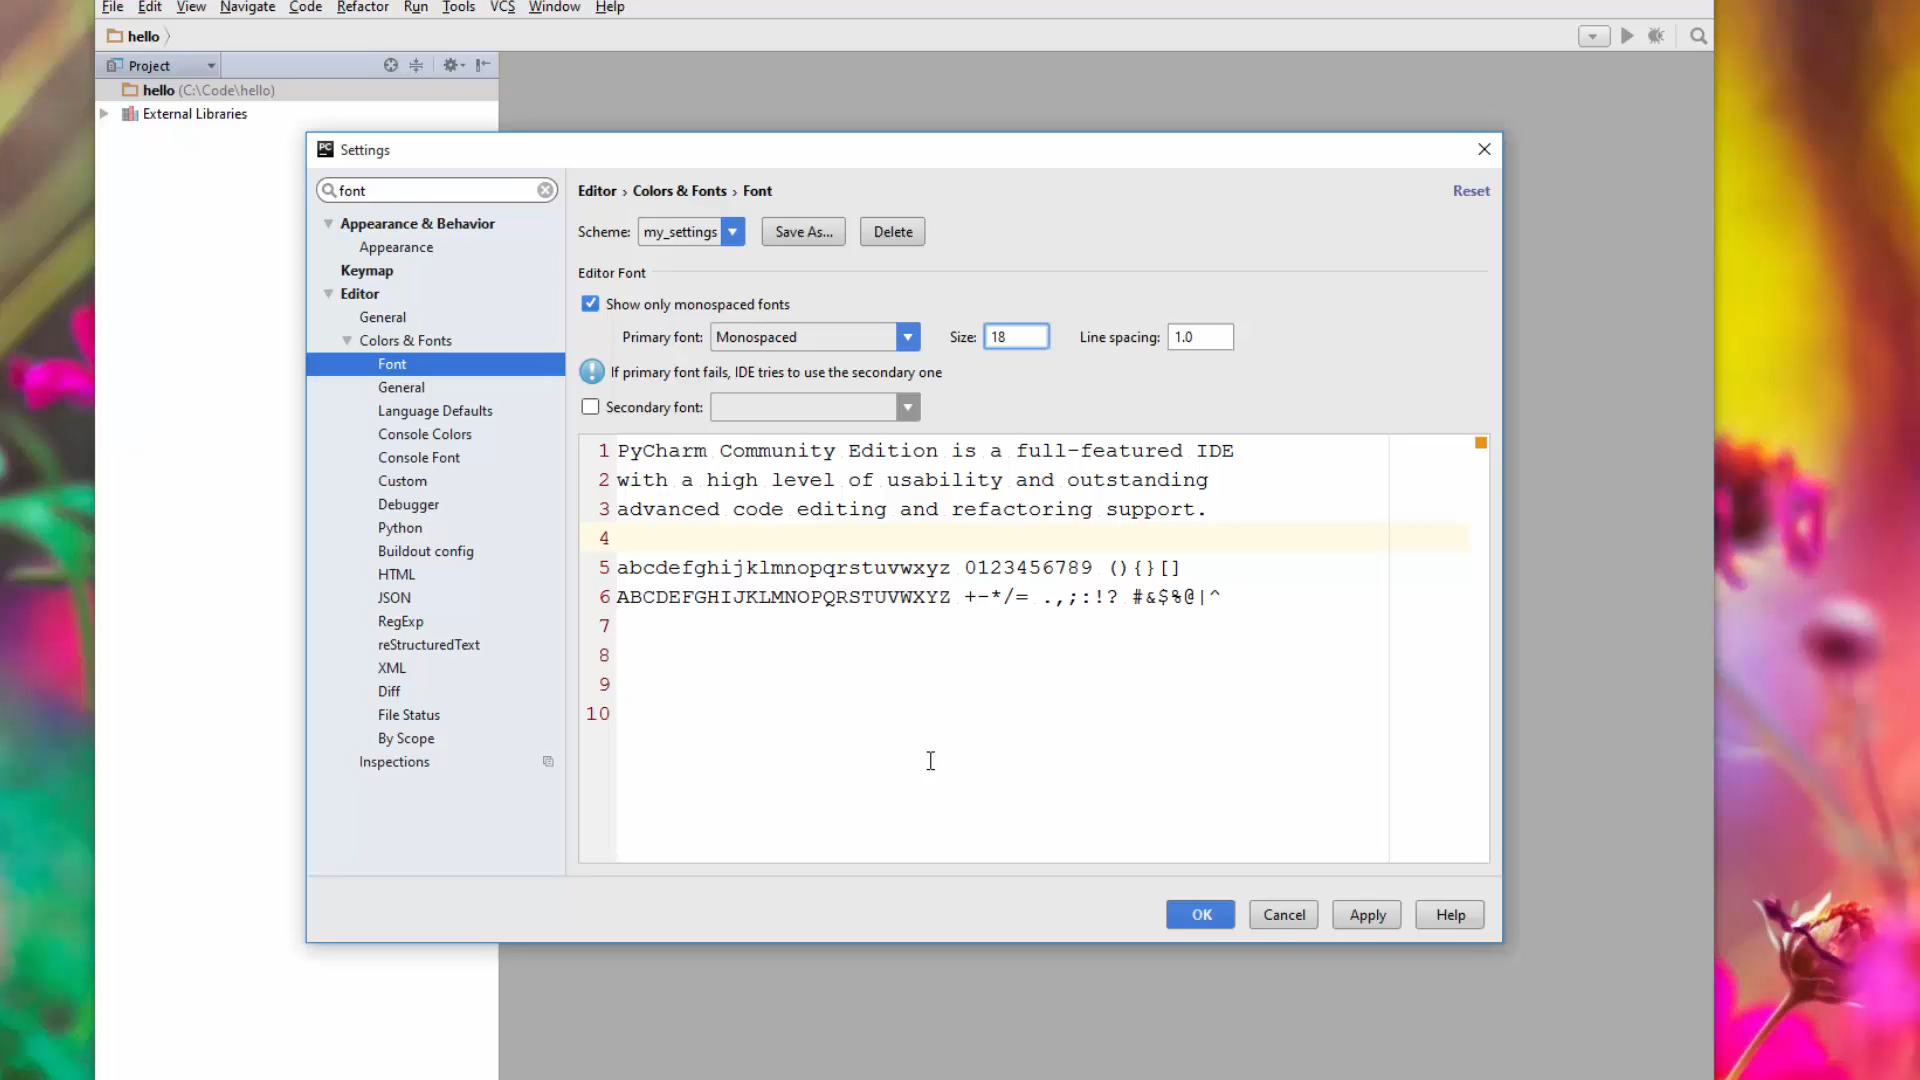 File Edit View Navigate Code Refactor Run Tools VCS Window Help
hello
Project
hello (C:\Code\hello)
External Libraries
PC Settings
font
Appearance & Behavior
Appearance
Keymap
Editor
General
Colors & Fonts
Font
General
Language Defaults
Console Colors
Console Font
Custom
Debugger
Python
Buildout config
HTML
JSON
RegExp
reStructuredText
XML
Diff
File Status
By Scope
Inspections
Editor › Colors & Fonts › Font Reset
Scheme: my_settings Save As... Delete
Editor Font
Show only monospaced fonts
Primary font: Monospaced Size: 18 Line spacing: 1.0
If primary font fails, IDE tries to use the secondary one
Secondary font:
1 PyCharm Community Edition is a full-featured IDE
2 with a high level of usability and outstanding
3 advanced code editing and refactoring support.
4
5 abcdefghijklmnopqrstuvwxyz 0123456789 (){}[]
6 ABCDEFGHIJKLMNOPQRSTUVWXYZ +-*/= .,;:!? #&$%@|^
7
8
9
10
OK Cancel Apply Help